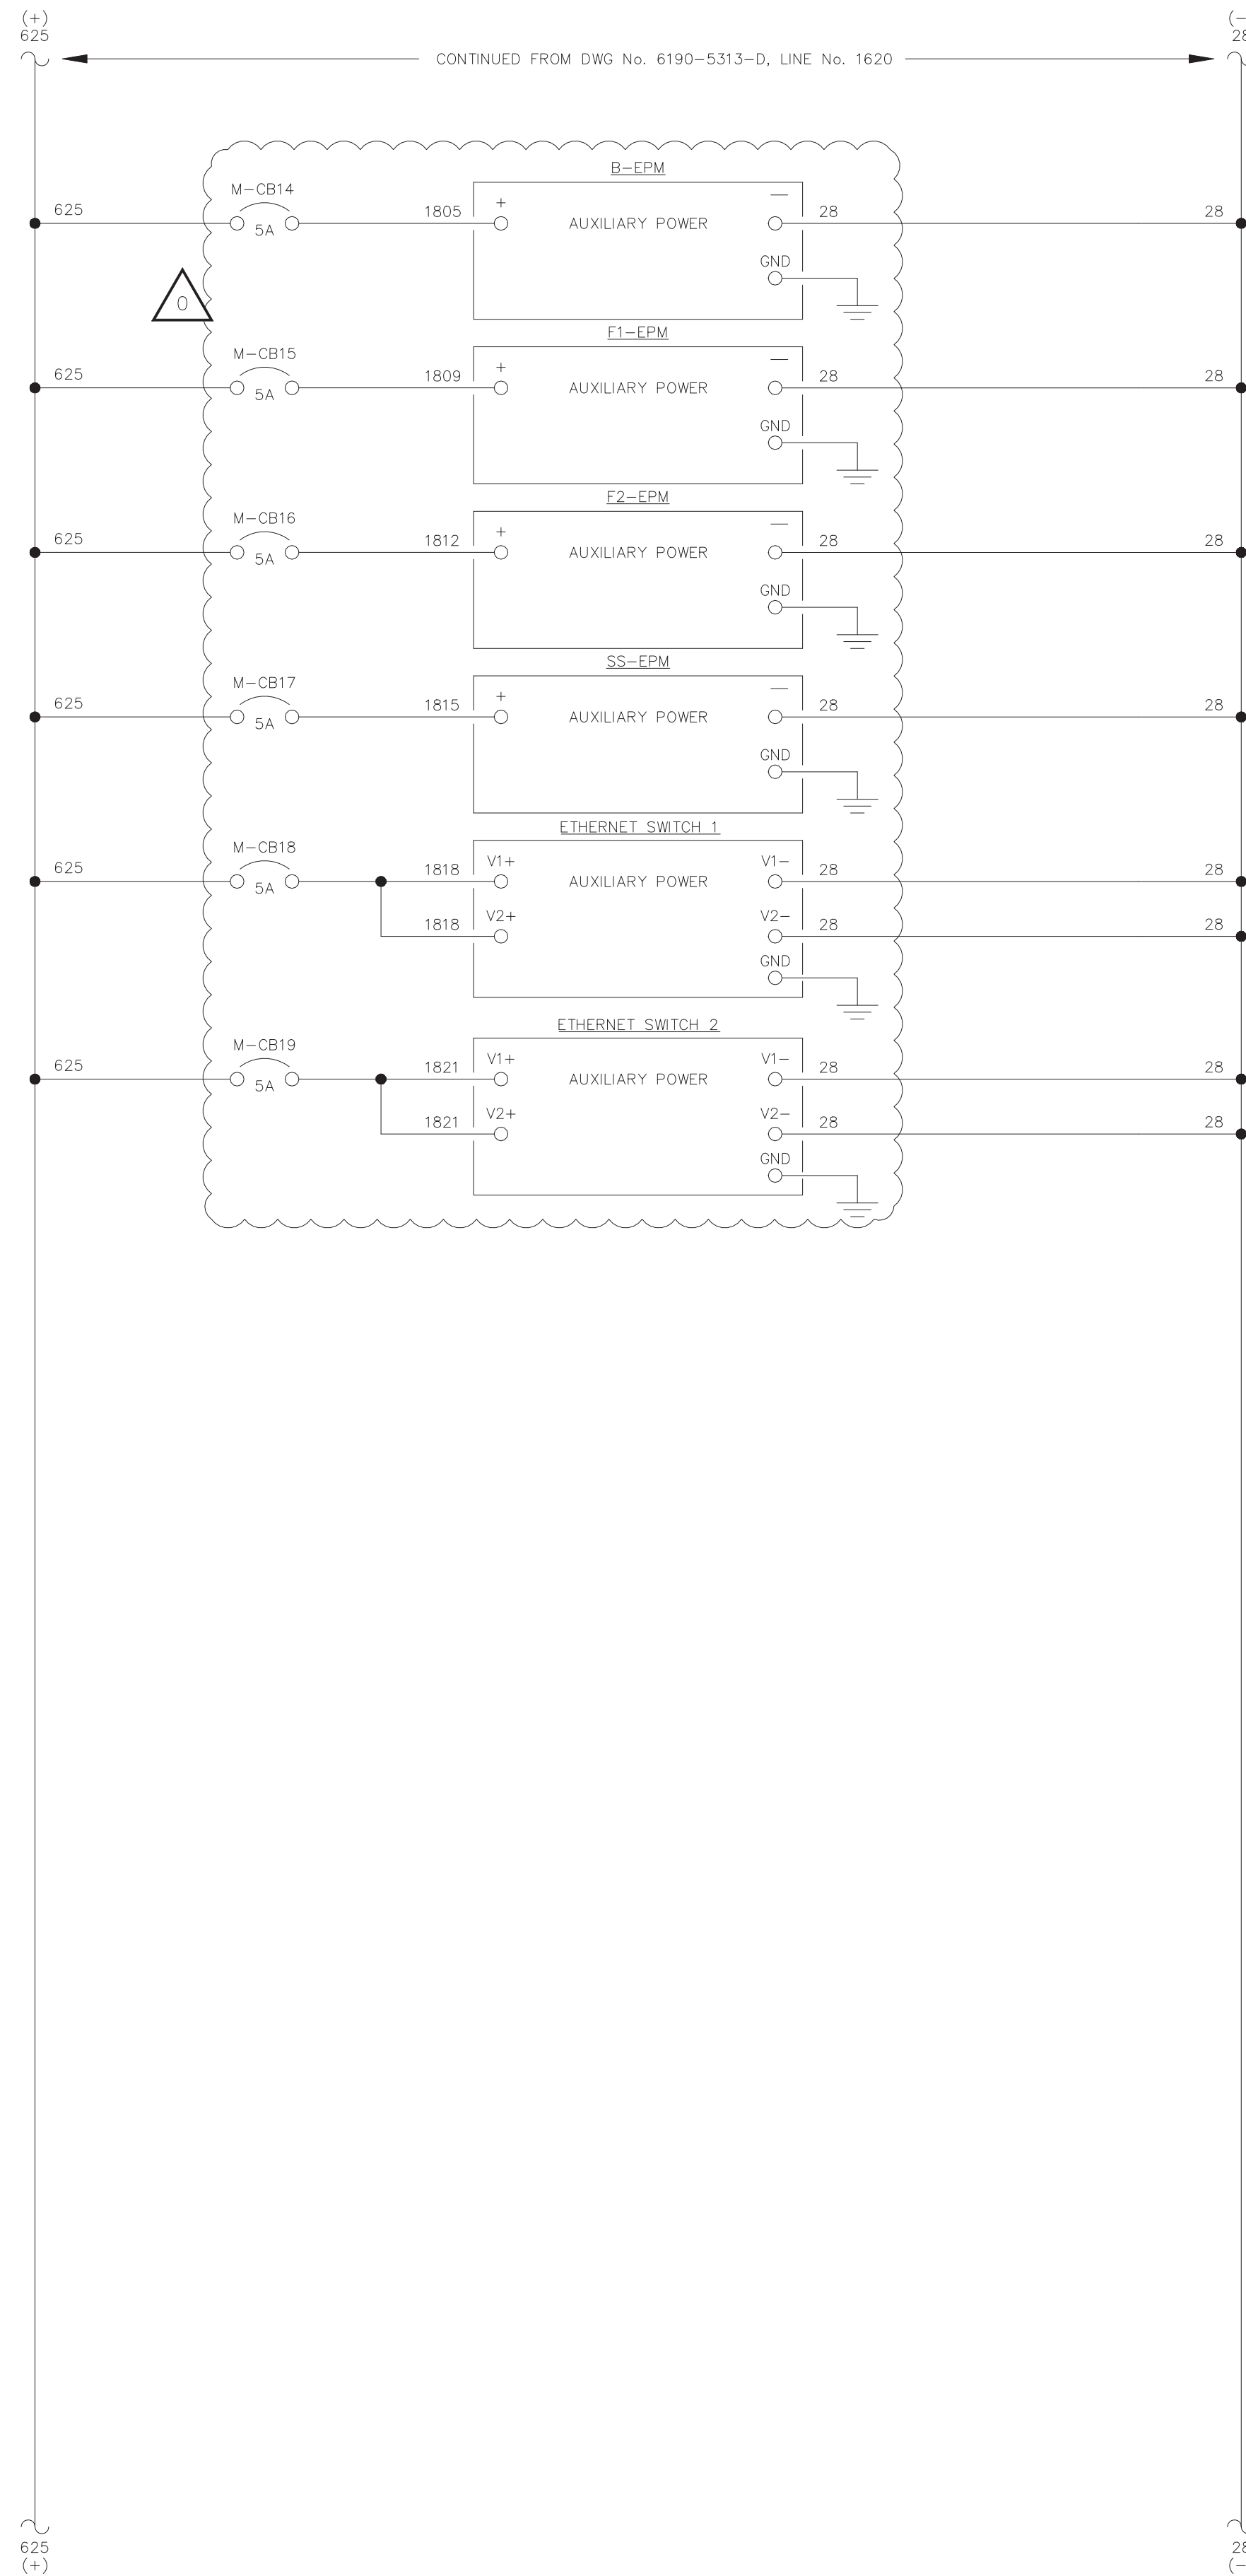 (+) (−
625 28
CONTINUED FROM DWG No. 6190−5313−D, LINE No. 1620
B−EPM
M−CB14
625 5A 1805 + AUXILIARY POWER — 28 28
GND
0
F1−EPM
M−CB15
625 5A 1809 + AUXILIARY POWER — 28 28
GND
F2−EPM
M−CB16
625 5A 1812 + AUXILIARY POWER — 28 28
GND
SS−EPM
M−CB17
625 5A 1815 + AUXILIARY POWER — 28 28
GND
ETHERNET SWITCH 1
M−CB18
625 5A 1818 V1+ AUXILIARY POWER V1− 28 28
1818 V2+ V2− 28 28
GND
ETHERNET SWITCH 2
M−CB19
625 5A 1821 V1+ AUXILIARY POWER V1− 28 28
1821 V2+ V2− 28 28
GND
625 28
(+) (−